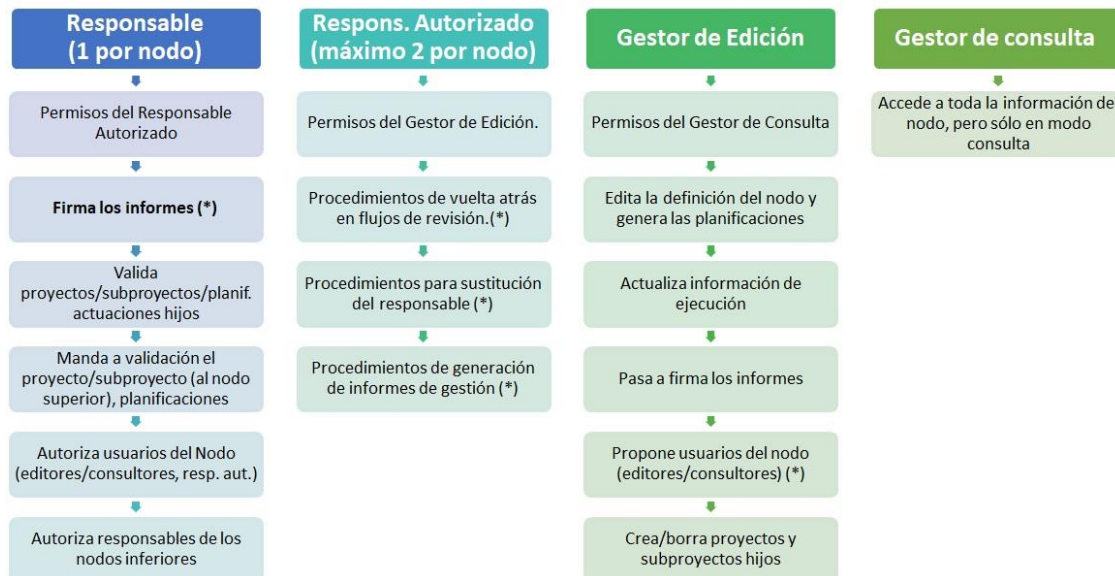 Responsable
(1 por nodo)
Permisos del Responsable
Autorizado
Firma los informes (*)
Valida
proyectos/subproyectos/planif.
actuaciones hijos
Manda a validación el
proyecto/subproyecto (al nodo
superior), planificaciones
Autoriza usuarios del Nodo
(editores/consultores, resp. aut.)
Autoriza responsables de los
nodos inferiores
Respons. Autorizado
(máximo 2 por nodo)
Permisos del Gestor de Edición.
Procedimientos de vuelta atrás
en flujos de revisión.(*)
Procedimientos para sustitución
del responsable (*)
Procedimientos de generación
de informes de gestión (*)
Gestor de Edición
Permisos del Gestor de Consulta
Edita la definición del nodo y
genera las planificaciones
Actualiza información de
ejecución
Pasa a firma los informes
Propone usuarios del nodo
(editores/consultores) (*)
Crea/borra proyectos y
subproyectos hijos
Gestor de consulta
Accede a toda la información de
nodo, pero sólo en modo
consulta